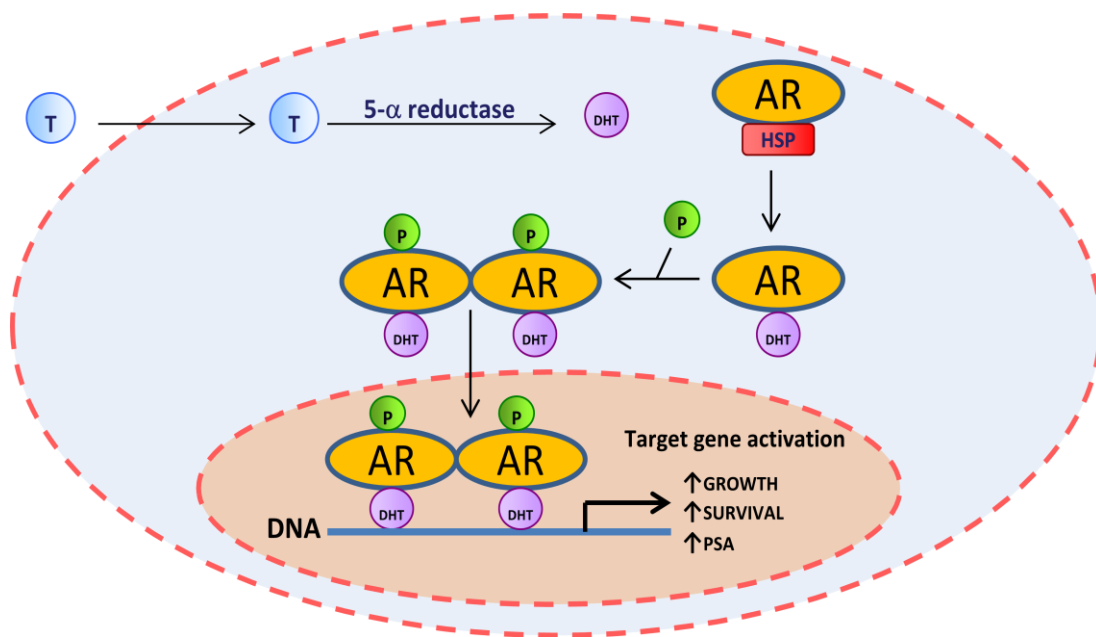 T
T
5-α reductase
DHT
AR
HSP
P
P
P
AR
AR
AR
DHT
DHT
DHT
P
P
AR
AR
Target gene activation
DHT
DHT
↑GROWTH
↑SURVIVAL
↑PSA
DNA